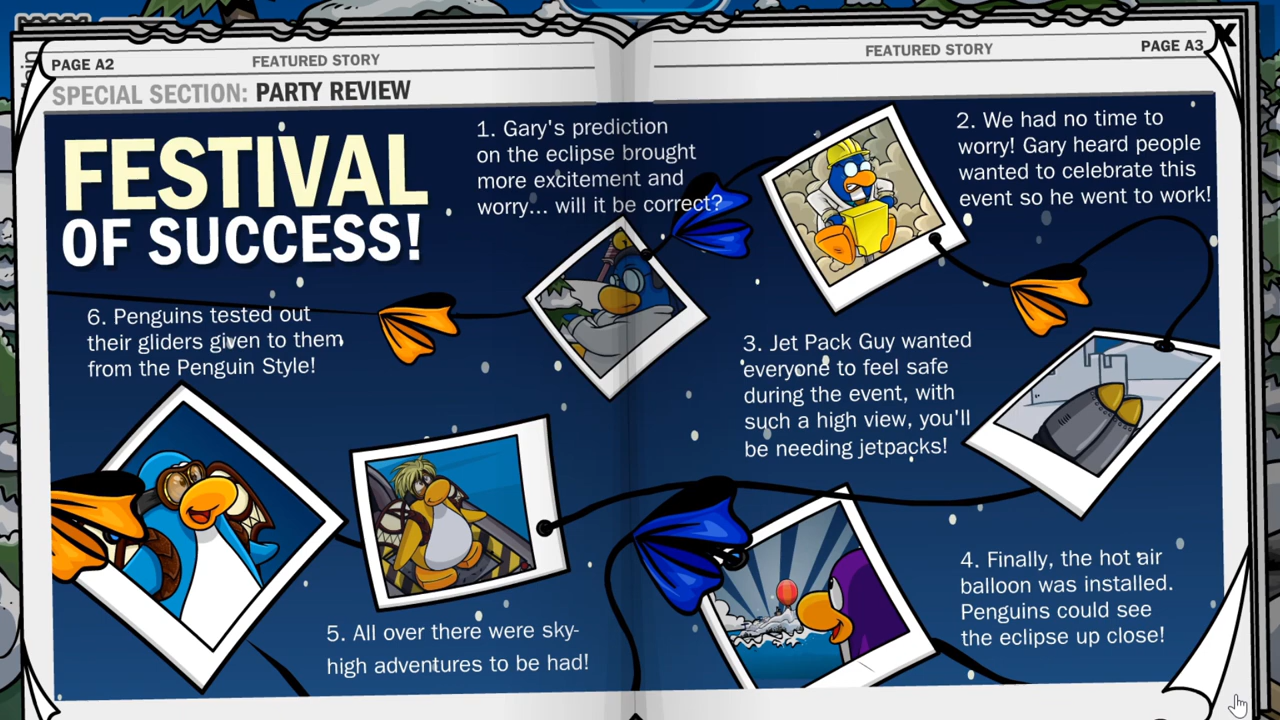 PAGE A2
FEATURED STORY
FEATURED STORY
PAGE A3
SPECIAL SECTION: PARTY REVIEW
FESTIVAL
OF SUCCESS!
1. Gary's prediction
on the eclipse brought
more excitement and
worry... will it be correct?
2. We had no time to
worry! Gary heard people
wanted to celebrate this
event so he went to work!
3. Jet Pack Guy wanted
everyone to feel safe
during the event, with
such a high view, you'll
be needing jetpacks!
4. Finally, the hot air
balloon was installed.
Penguins could see
the eclipse up close!
5. All over there were sky-
high adventures to be had!
6. Penguins tested out
their gliders given to them
from the Penguin Style!